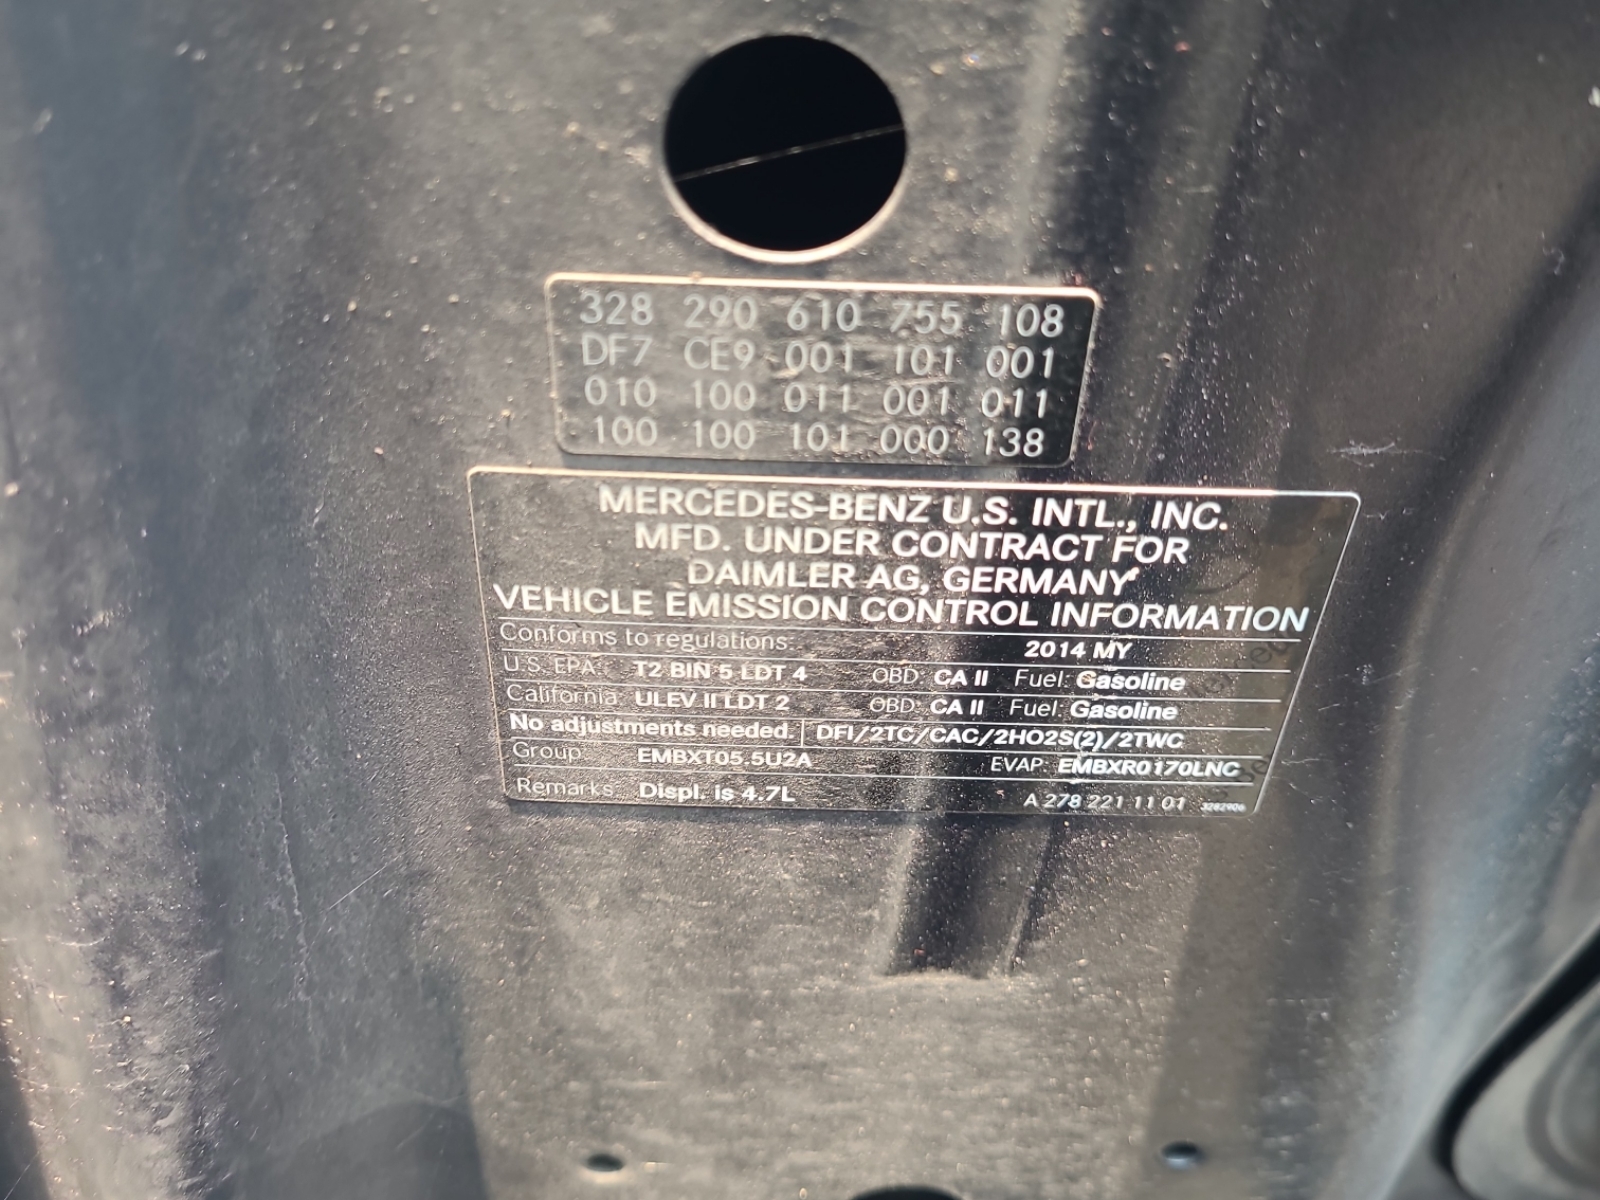 328 290 610 755 108
DF7 CE9 001 101 001
010 100 011 001 011
100 100 101 000 138
MERCEDES-BENZ U.S. INTL., INC.
MFD. UNDER CONTRACT FOR
DAIMLER AG, GERMANY
VEHICLE EMISSION CONTROL INFORMATION
Conforms to regulations: 2014 MY
U.S. EPA: T2 BIN 5 LDT 4 OBD: CA II Fuel: Gasoline
California: ULEV II LDT 2 OBD: CA II Fuel: Gasoline
No adjustments needed. DFI/2TC/CAC/2HO2S(2)/2TWC
Group: EMBXT05.5U2A EVAP: EMBXR0170LNC
Remarks: Displ. is 4.7L A 278 221 11 01 3282906